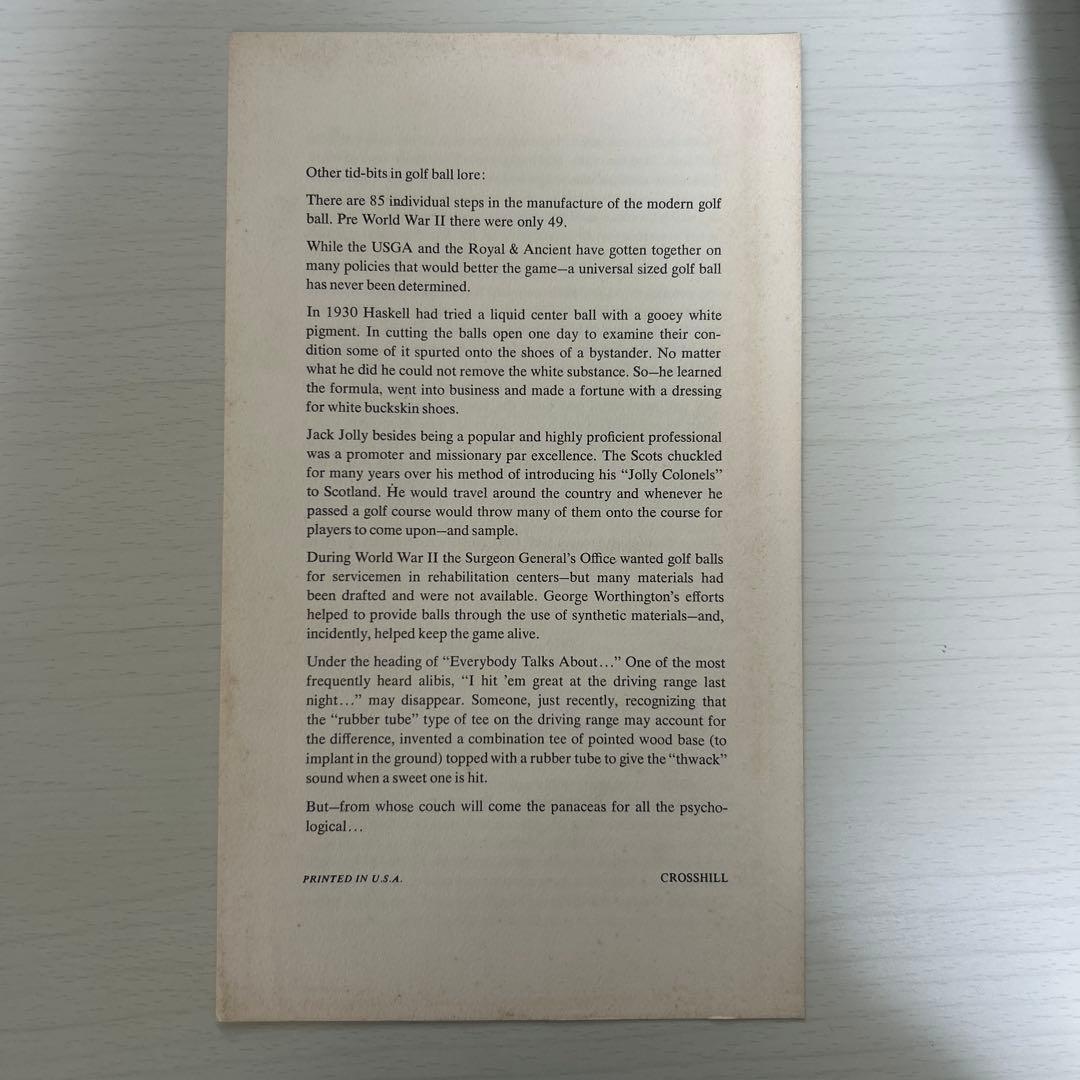 Other tid-bits in golf ball lore:
There are 85 individual steps in the manufacture of the modern golf
ball. Pre World War II there were only 49.
While the USGA and the Royal & Ancient have gotten together on
many policies that would better the game—a universal sized golf ball
has never been determined.
In 1930 Haskell had tried a liquid center ball with a gooey white
pigment. In cutting the balls open one day to examine their con-
dition some of it spurted onto the shoes of a bystander. No matter
what he did he could not remove the white substance. So—he learned
the formula, went into business and made a fortune with a dressing
for white buckskin shoes.
Jack Jolly besides being a popular and highly proficient professional
was a promoter and missionary par excellence. The Scots chuckled
for many years over his method of introducing his “Jolly Colonels”
to Scotland. He would travel around the country and whenever he
passed a golf course would throw many of them onto the course for
players to come upon—and sample.
During World War II the Surgeon General’s Office wanted golf balls
for servicemen in rehabilitation centers—but many materials had
been drafted and were not available. George Worthington’s efforts
helped to provide balls through the use of synthetic materials—and,
incidently, helped keep the game alive.
Under the heading of “Everybody Talks About...” One of the most
frequently heard alibis, “I hit ’em great at the driving range last
night...” may disappear. Someone, just recently, recognizing that
the “rubber tube” type of tee on the driving range may account for
the difference, invented a combination tee of pointed wood base (to
implant in the ground) topped with a rubber tube to give the “thwack”
sound when a sweet one is hit.
But—from whose couch will come the panaceas for all the psycho-
logical...
PRINTED IN U.S.A. CROSSHILL